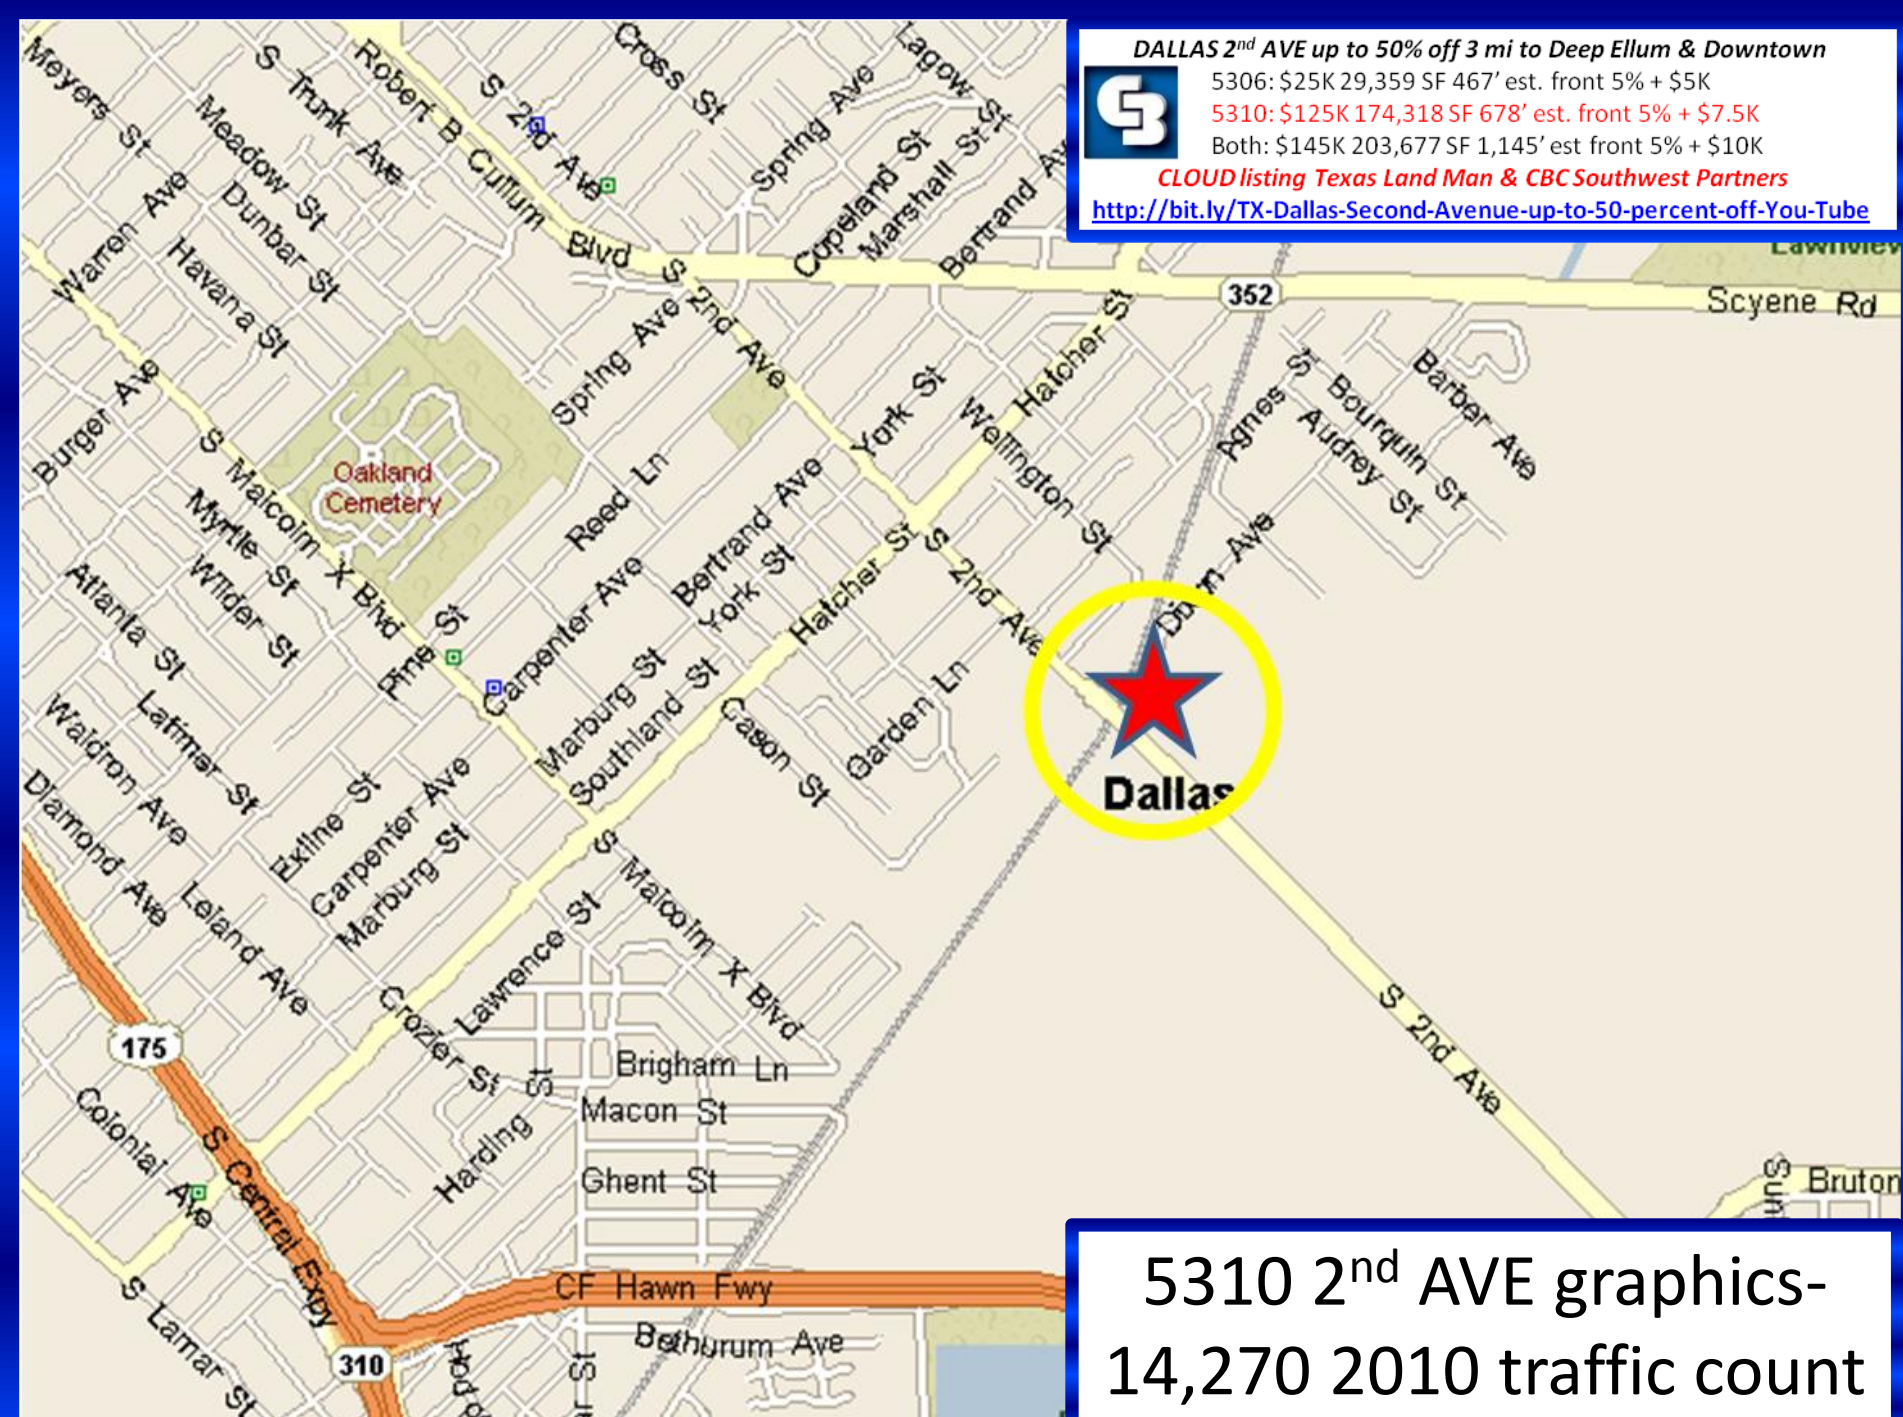 DALLAS 2nd AVE up to 50% off 3 mi to Deep Ellum & Downtown
5306: $25K 29,359 SF 467' est. front 5% + $5K
5310: $125K 174,318 SF 678' est. front 5% + $7.5K
Both: $145K 203,677 SF 1,145' est front 5% + $10K
CLOUD listing Texas Land Man & CBC Southwest Partners
http://bit.ly/TX-Dallas-Second-Avenue-up-to-50-percent-off-You-Tube
Meyers St
S Trunk Ave
Robert B Cullum Blvd
S 2nd Ave
Cross St
Spring Ave
Lagow St
Meadow St
Dunbar St
Copeland St
Marshall St
Bertrand Av
Warren Ave
Havana St
Lawnview
352
Scyene Rd
S 2nd Ave
Spring Ave
Hatcher St
Burger Ave
S Malcolm X Blvd
Oakland
Cemetery
York St
Wellington St
Agnes St
Bourquin St
Audrey St
Barber Ave
Reed Ln
Myrtle St
Wilder St
Atlanta St
Bertrand Ave
York St
Hatcher St
S 2nd Ave
Dixon Ave
Pine St
Carpenter Ave
Marburg St
Southland St
Cason St
Garden Ln
Latimer St
Waldron Ave
Diamond Ave
Dallas
Exline St
Carpenter Ave
Marburg St
Leland Ave
Lawrence St
S Malcolm X Blvd
Crozier St
175
S 2nd Ave
Brigham Ln
Macon St
Harding St
Ghent St
Colonial Ave
S Central Expy
Bruton
CF Hawn Fwy
S Lamar St
310
Bethurum Ave
5310 2nd AVE graphics-
14,270 2010 traffic count